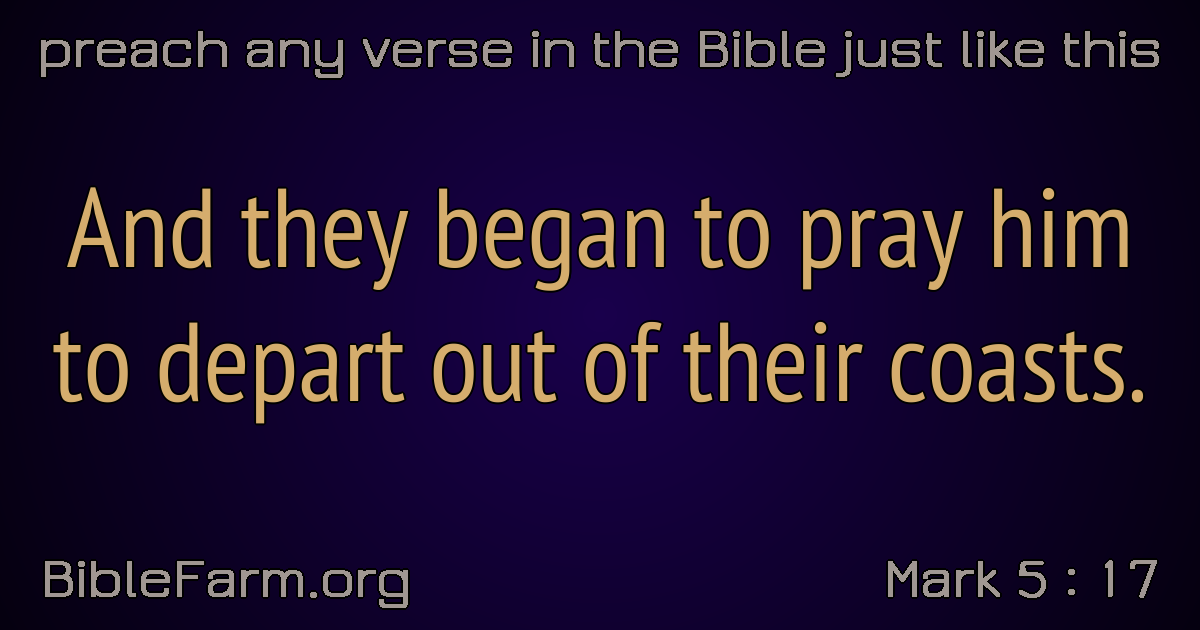 preach any verse in the Bible just like this
And they began to pray him
to depart out of their coasts.
BibleFarm.org
Mark 5 : 17